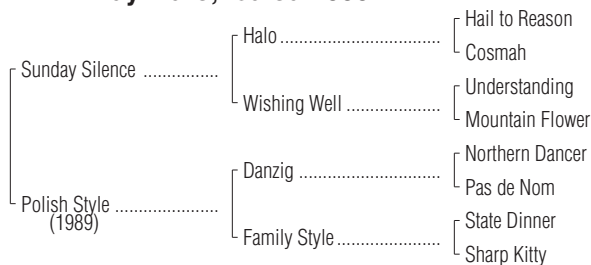 Hail to Reason
Halo
Cosmah
Sunday Silence
Understanding
Wishing Well
Mountain Flower
Northern Dancer
Danzig
Pas de Nom
Polish Style
(1989)
State Dinner
Family Style
Sharp Kitty